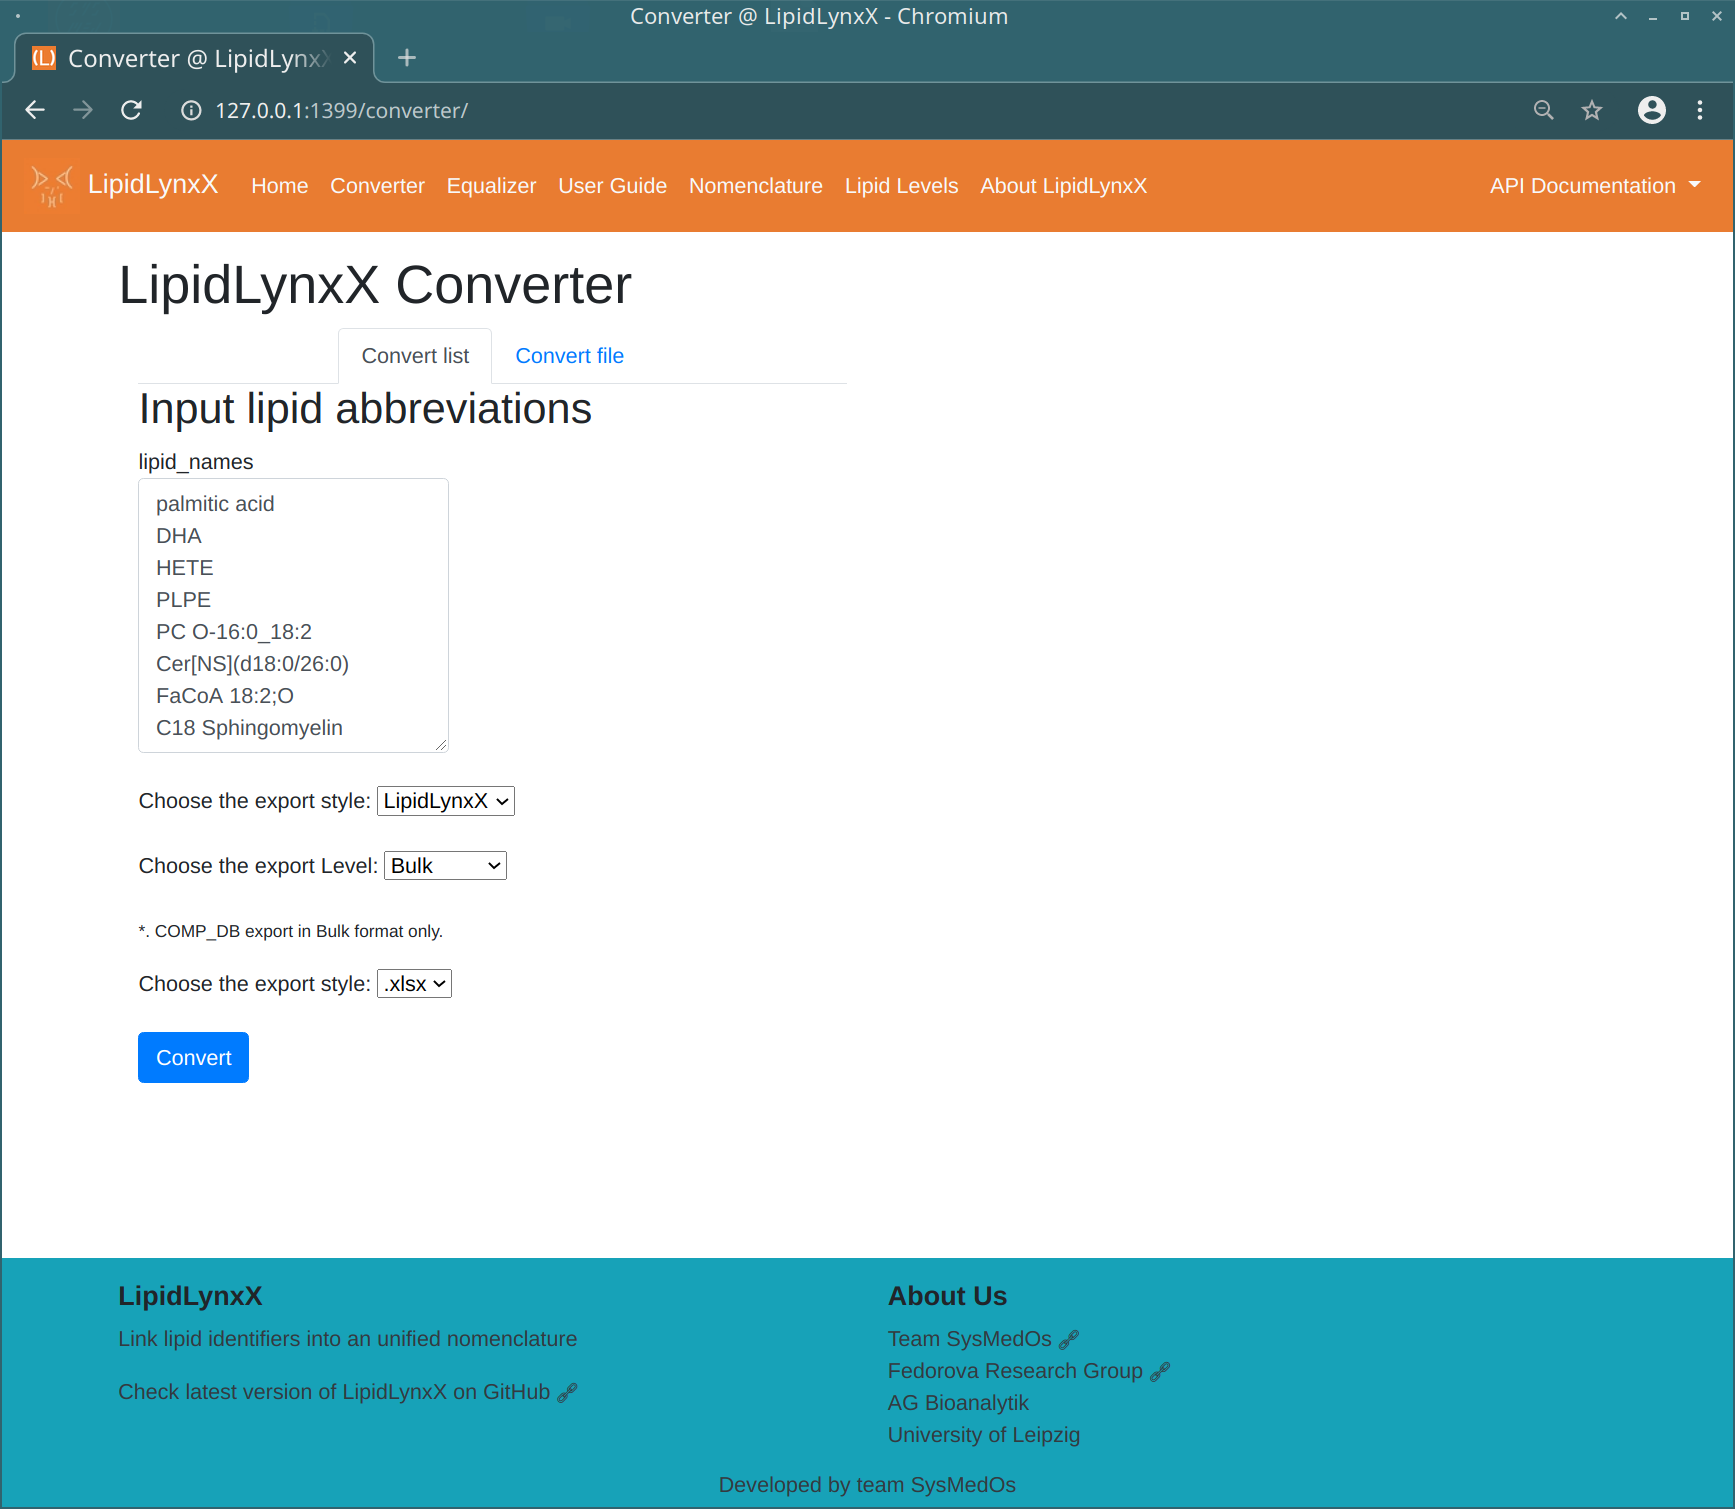 Converter @ LipidLynxX - Chromium
Converter @ LipidLynxX
127.0.0.1:1399/converter/
LipidLynxX Home Converter Equalizer User Guide Nomenclature Lipid Levels About LipidLynxX API Documentation
LipidLynxX Converter
Convert list Convert file
Input lipid abbreviations
lipid_names
palmitic acid
DHA
HETE
PLPE
PC O-16:0_18:2
Cer[NS](d18:0/26:0)
FaCoA 18:2;O
C18 Sphingomyelin
Choose the export style: LipidLynxX
Choose the export Level: Bulk
*. COMP_DB export in Bulk format only.
Choose the export style: .xlsx
Convert
LipidLynxX
Link lipid identifiers into an unified nomenclature
Check latest version of LipidLynxX on GitHub
About Us
Team SysMedOs
Fedorova Research Group
AG Bioanalytik
University of Leipzig
Developed by team SysMedOs